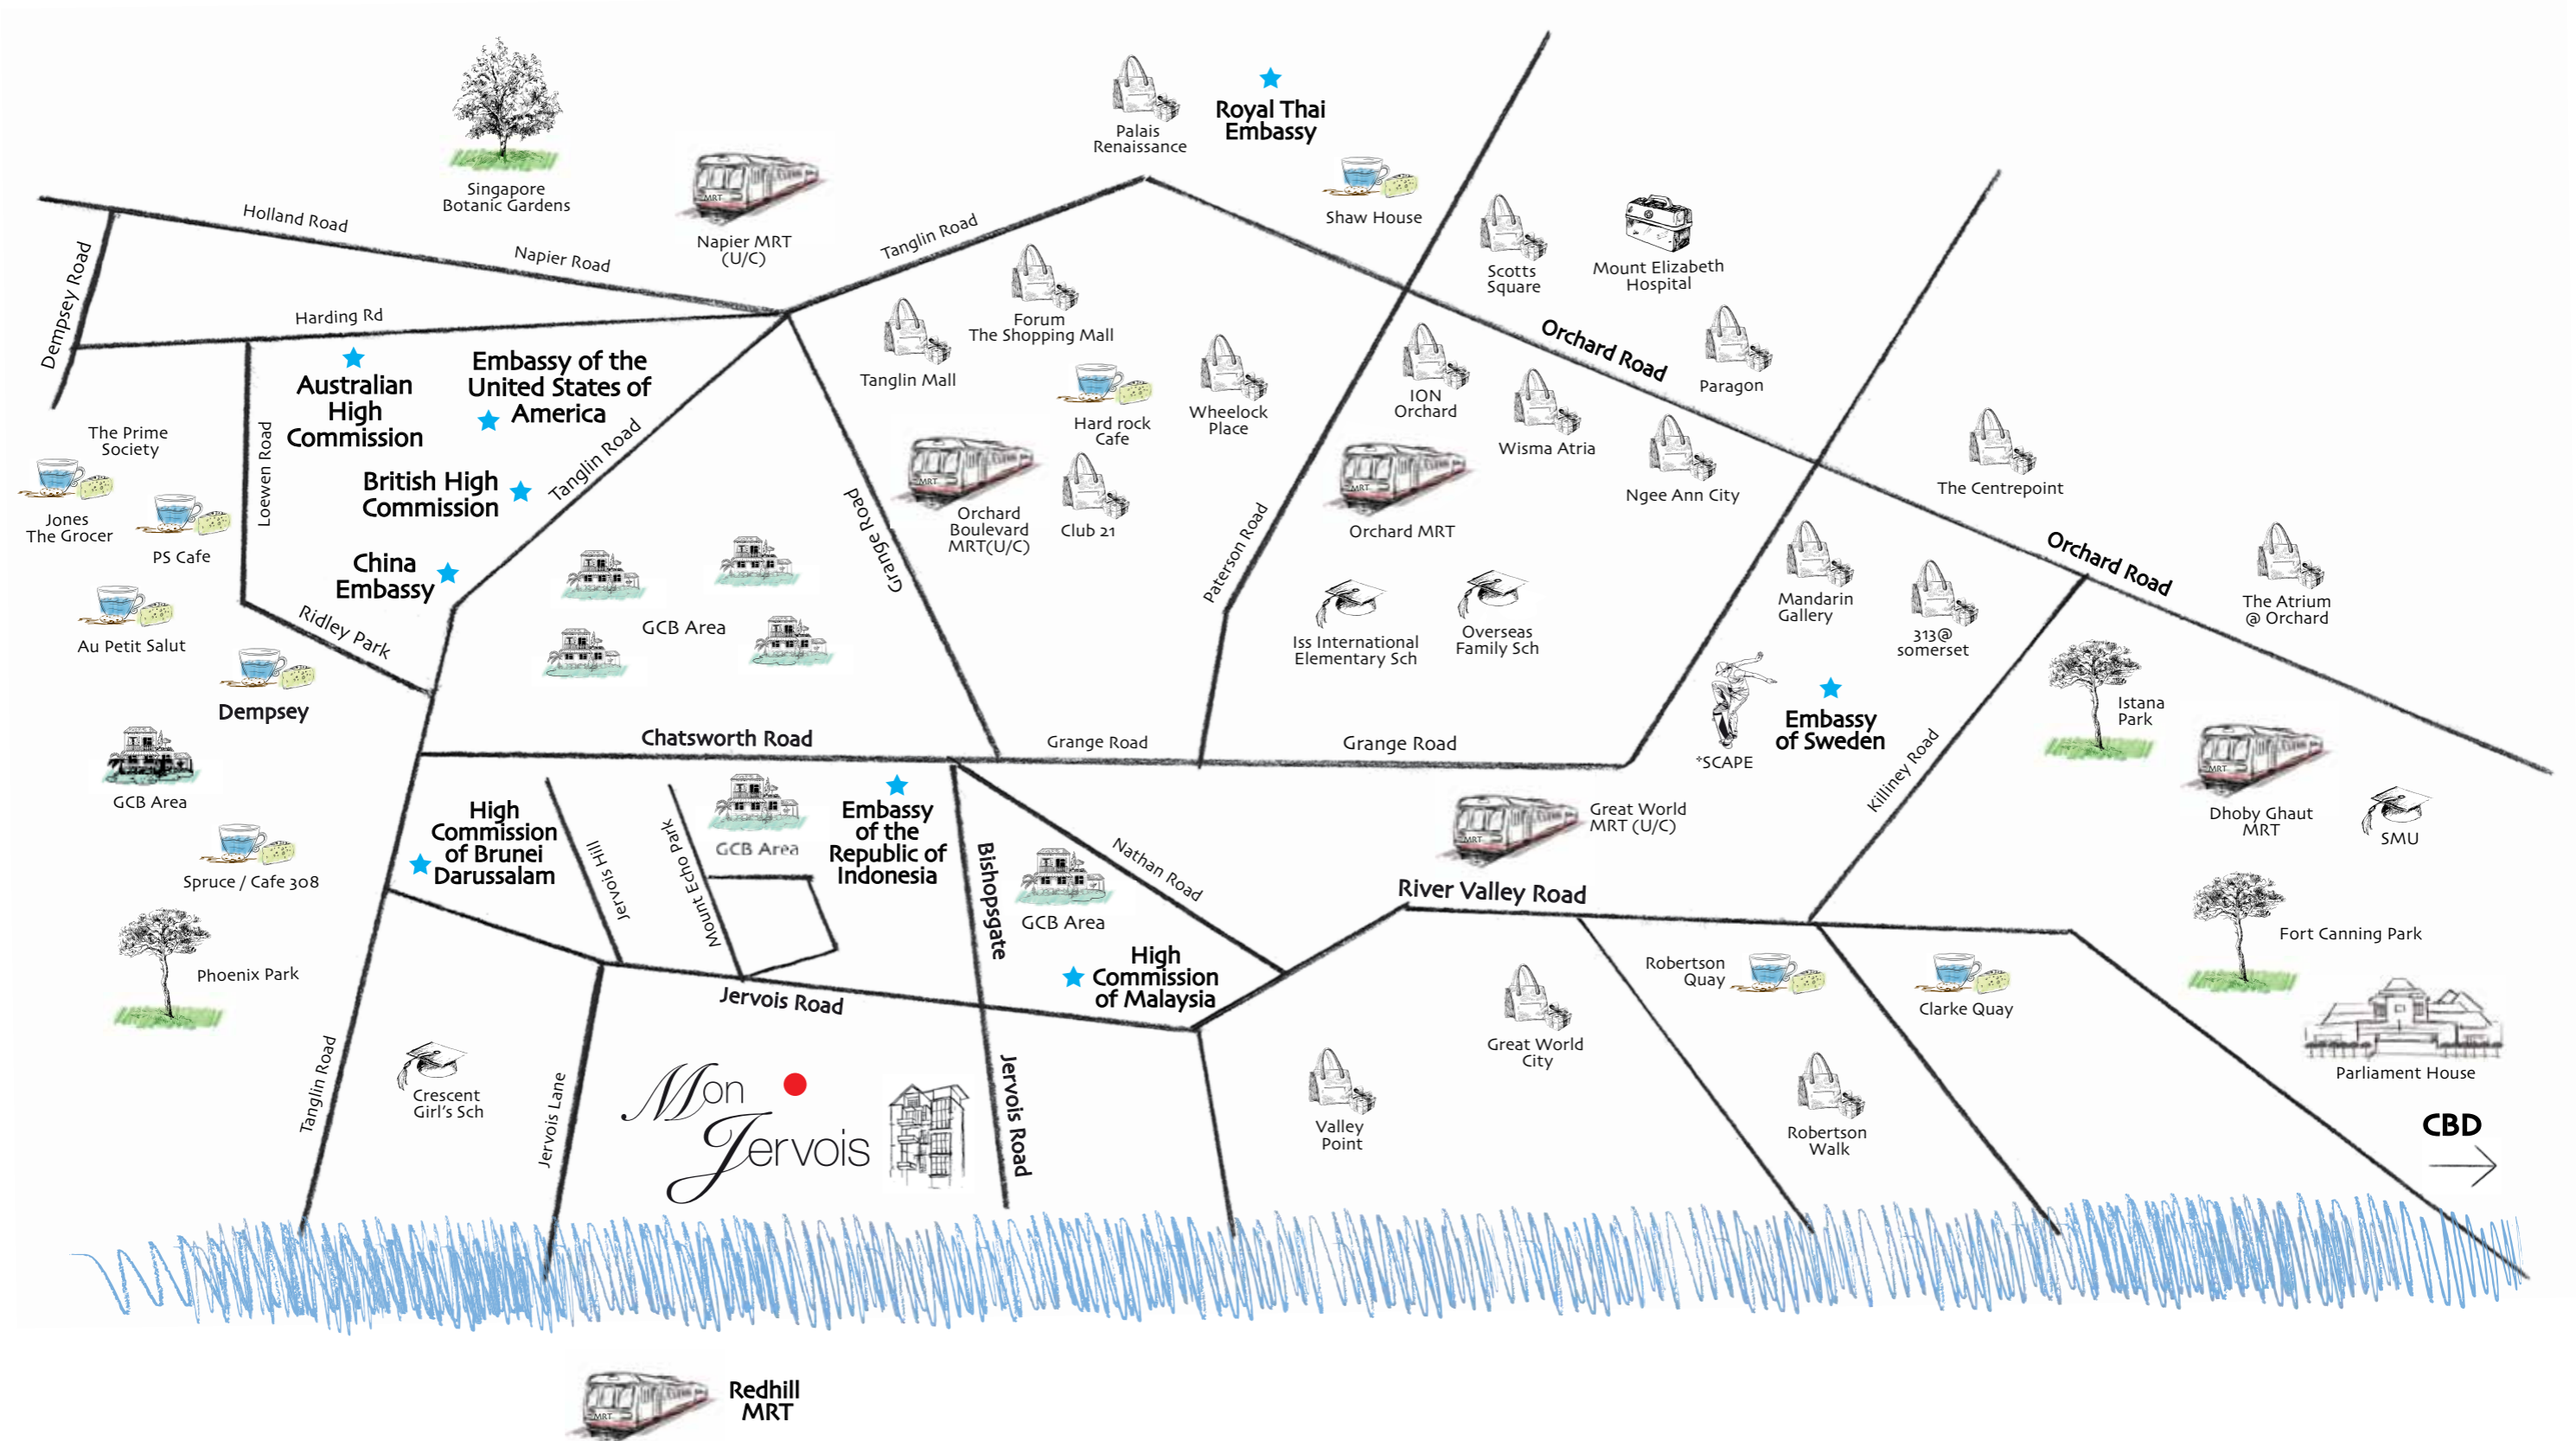 Palais
Renaissance
Royal Thai
Embassy
Singapore
Botanic Gardens
MRT
Napier MRT
(U/C)
Shaw House
Scotts
Square
Mount Elizabeth
Hospital
Holland Road
Napier Road
Tanglin Road
Dempsey Road
Harding Rd
Forum
The Shopping Mall
Tanglin Mall
Hard rock
Cafe
Wheelock
Place
ION
Orchard
Wisma Atria
Orchard Road
Paragon
Ngee Ann City
The Centrepoint
Australian
High
Commission
Embassy of the
United States of
America
British High
Commission
China
Embassy
Tanglin Road
Loewen Road
Ridley Park
The Prime
Society
Jones
The Grocer
PS Cafe
Au Petit Salut
Dempsey
GCB Area
GCB Area
Grange Road
MRT
Orchard
Boulevard
MRT(U/C)
Club 21
Paterson Road
MRT
Orchard MRT
Iss International
Elementary Sch
Overseas
Family Sch
Mandarin
Gallery
313@
somerset
Orchard Road
The Atrium
@ Orchard
*SCAPE
Embassy
of Sweden
Istana
Park
MRT
Dhoby Ghaut
MRT
SMU
Killiney Road
Chatsworth Road
Grange Road
Grange Road
Spruce / Cafe 308
Phoenix Park
High
Commission
of Brunei
Darussalam
Jervois Hill
Mount Echo Park
GCB Area
Embassy
of the
Republic of
Indonesia
Bishopsgate
GCB Area
Nathan Road
High
Commission
of Malaysia
MRT
Great World
MRT (U/C)
River Valley Road
Robertson
Quay
Clarke Quay
Fort Canning Park
Parliament House
CBD
Jervois Road
Tanglin Road
Crescent
Girl's Sch
Jervois Lane
Mon
Jervois
Jervois Road
Valley
Point
Great World
City
Robertson
Walk
MRT
Redhill
MRT